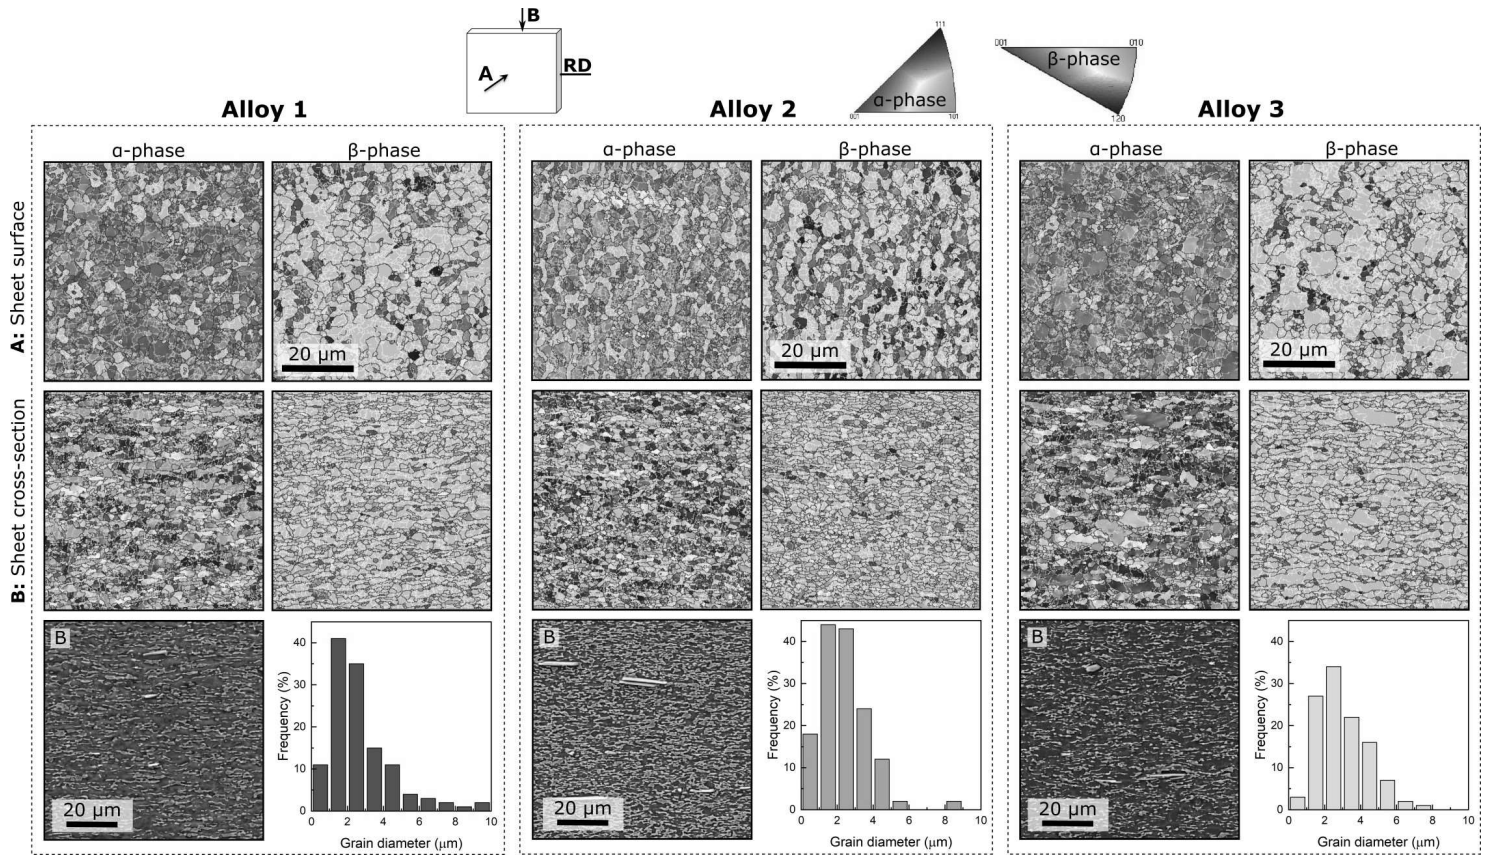 B
A
RD
111
α-phase
001
101
001
010
β-phase
120
Alloy 1
Alloy 2
Alloy 3
α-phase
β-phase
α-phase
β-phase
α-phase
β-phase
A: Sheet surface
20 μm
20 μm
20 μm
B: Sheet cross-section
B
20 μm
Frequency (%)
40
30
20
10
0
0 2 4 6 8 10
Grain diameter (μm)
B
20 μm
Frequency (%)
40
30
20
10
0
0 2 4 6 8 10
Grain diameter (μm)
B
20 μm
Frequency (%)
40
30
20
10
0
0 2 4 6 8 10
Grain diameter (μm)